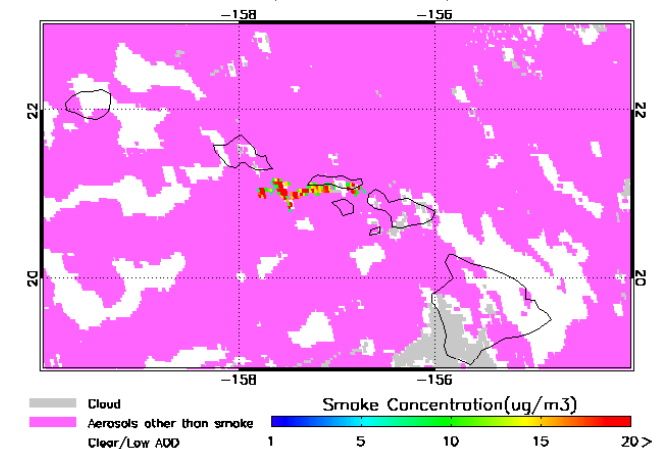 -158 -156
22 22
20 20
-158 -156
Cloud
Aerosols other than smoke
Clear/Low AOD
Smoke Concentration(ug/m3)
1 5 10 15 20>